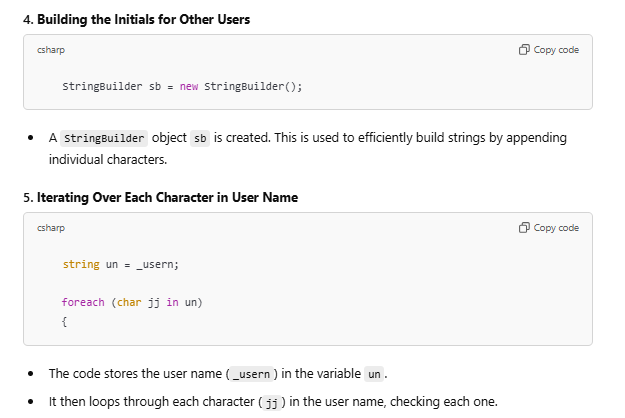 4. Building the Initials for Other Users
csharp Copy code
StringBuilder sb = new StringBuilder();
• A StringBuilder object sb is created. This is used to efficiently build strings by appending
individual characters.
5. Iterating Over Each Character in User Name
csharp Copy code
string un = _usern;
foreach (char jj in un)
{
• The code stores the user name (_usern) in the variable un.
• It then loops through each character (jj) in the user name, checking each one.